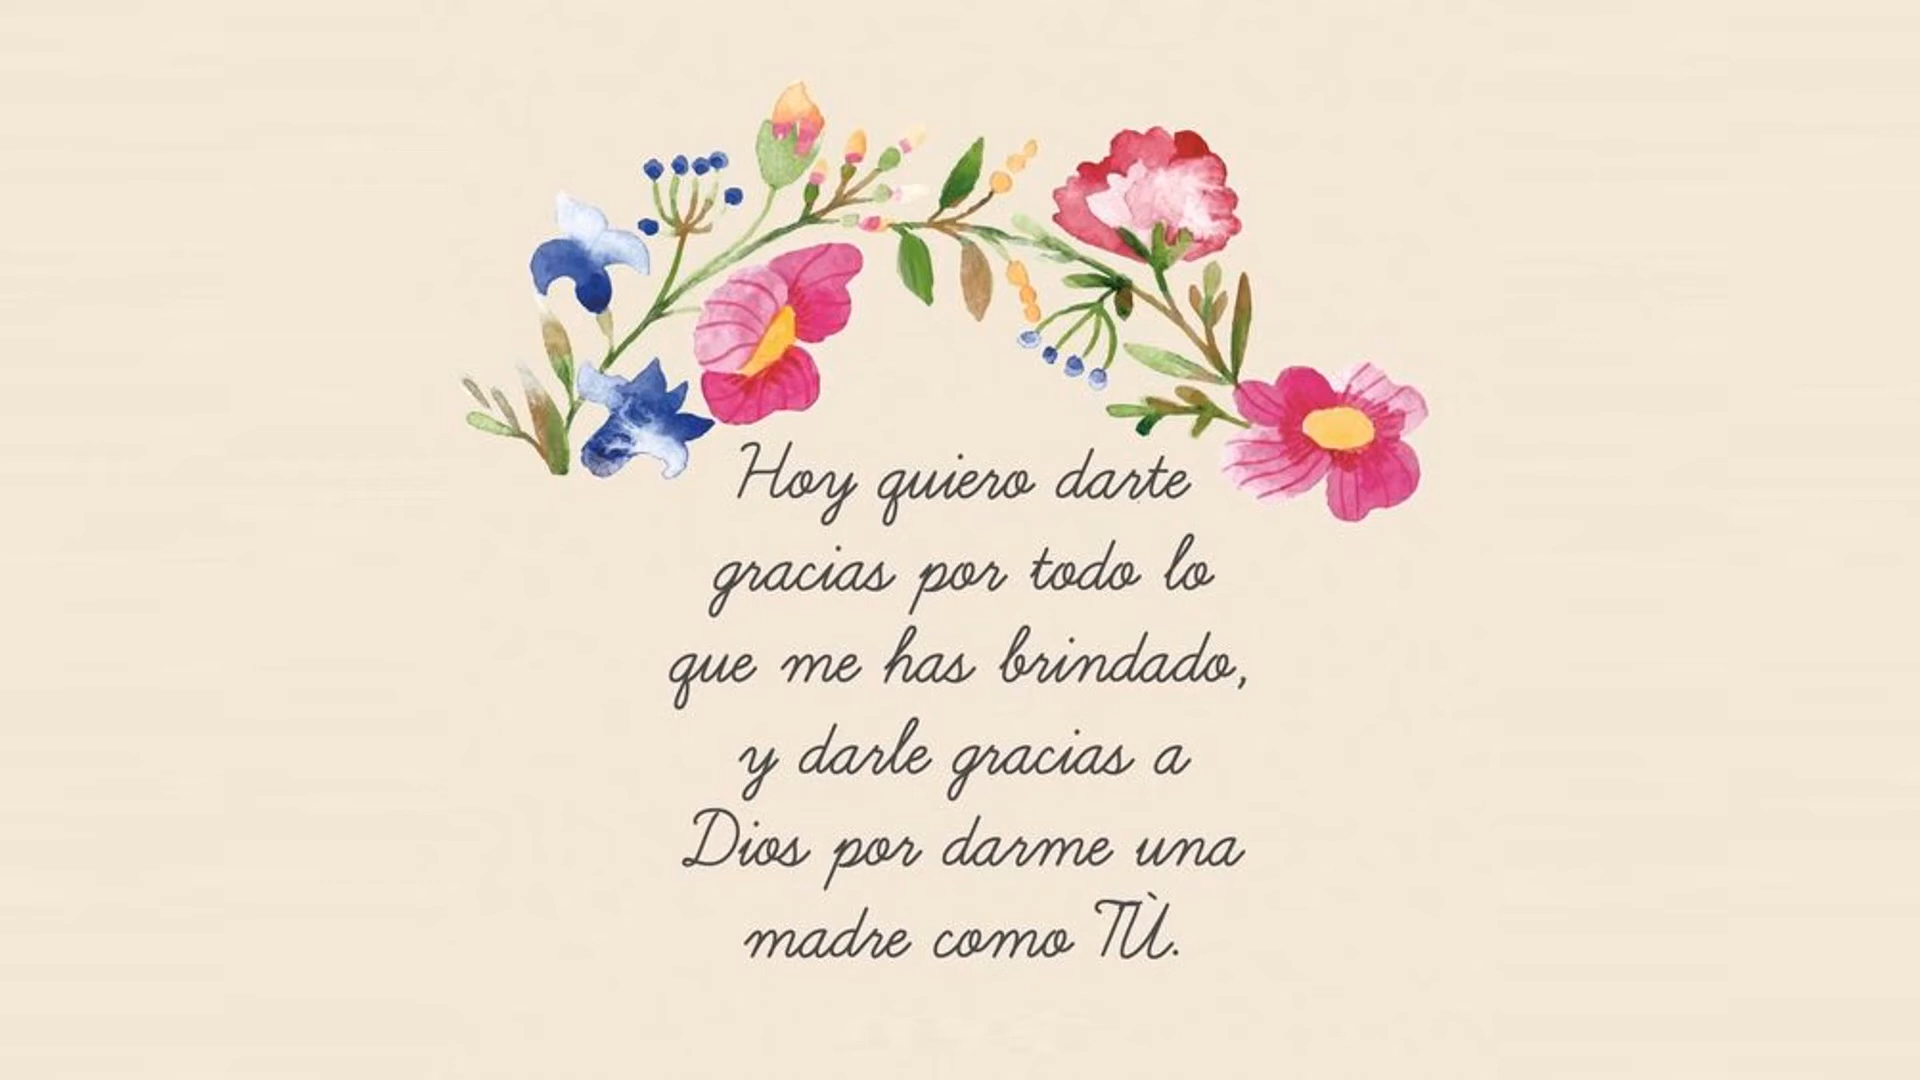 Hoy quiero darte
gracias por todo lo
que me has brindado,
y darle gracias a
Dios por darme una
madre como TÙ.